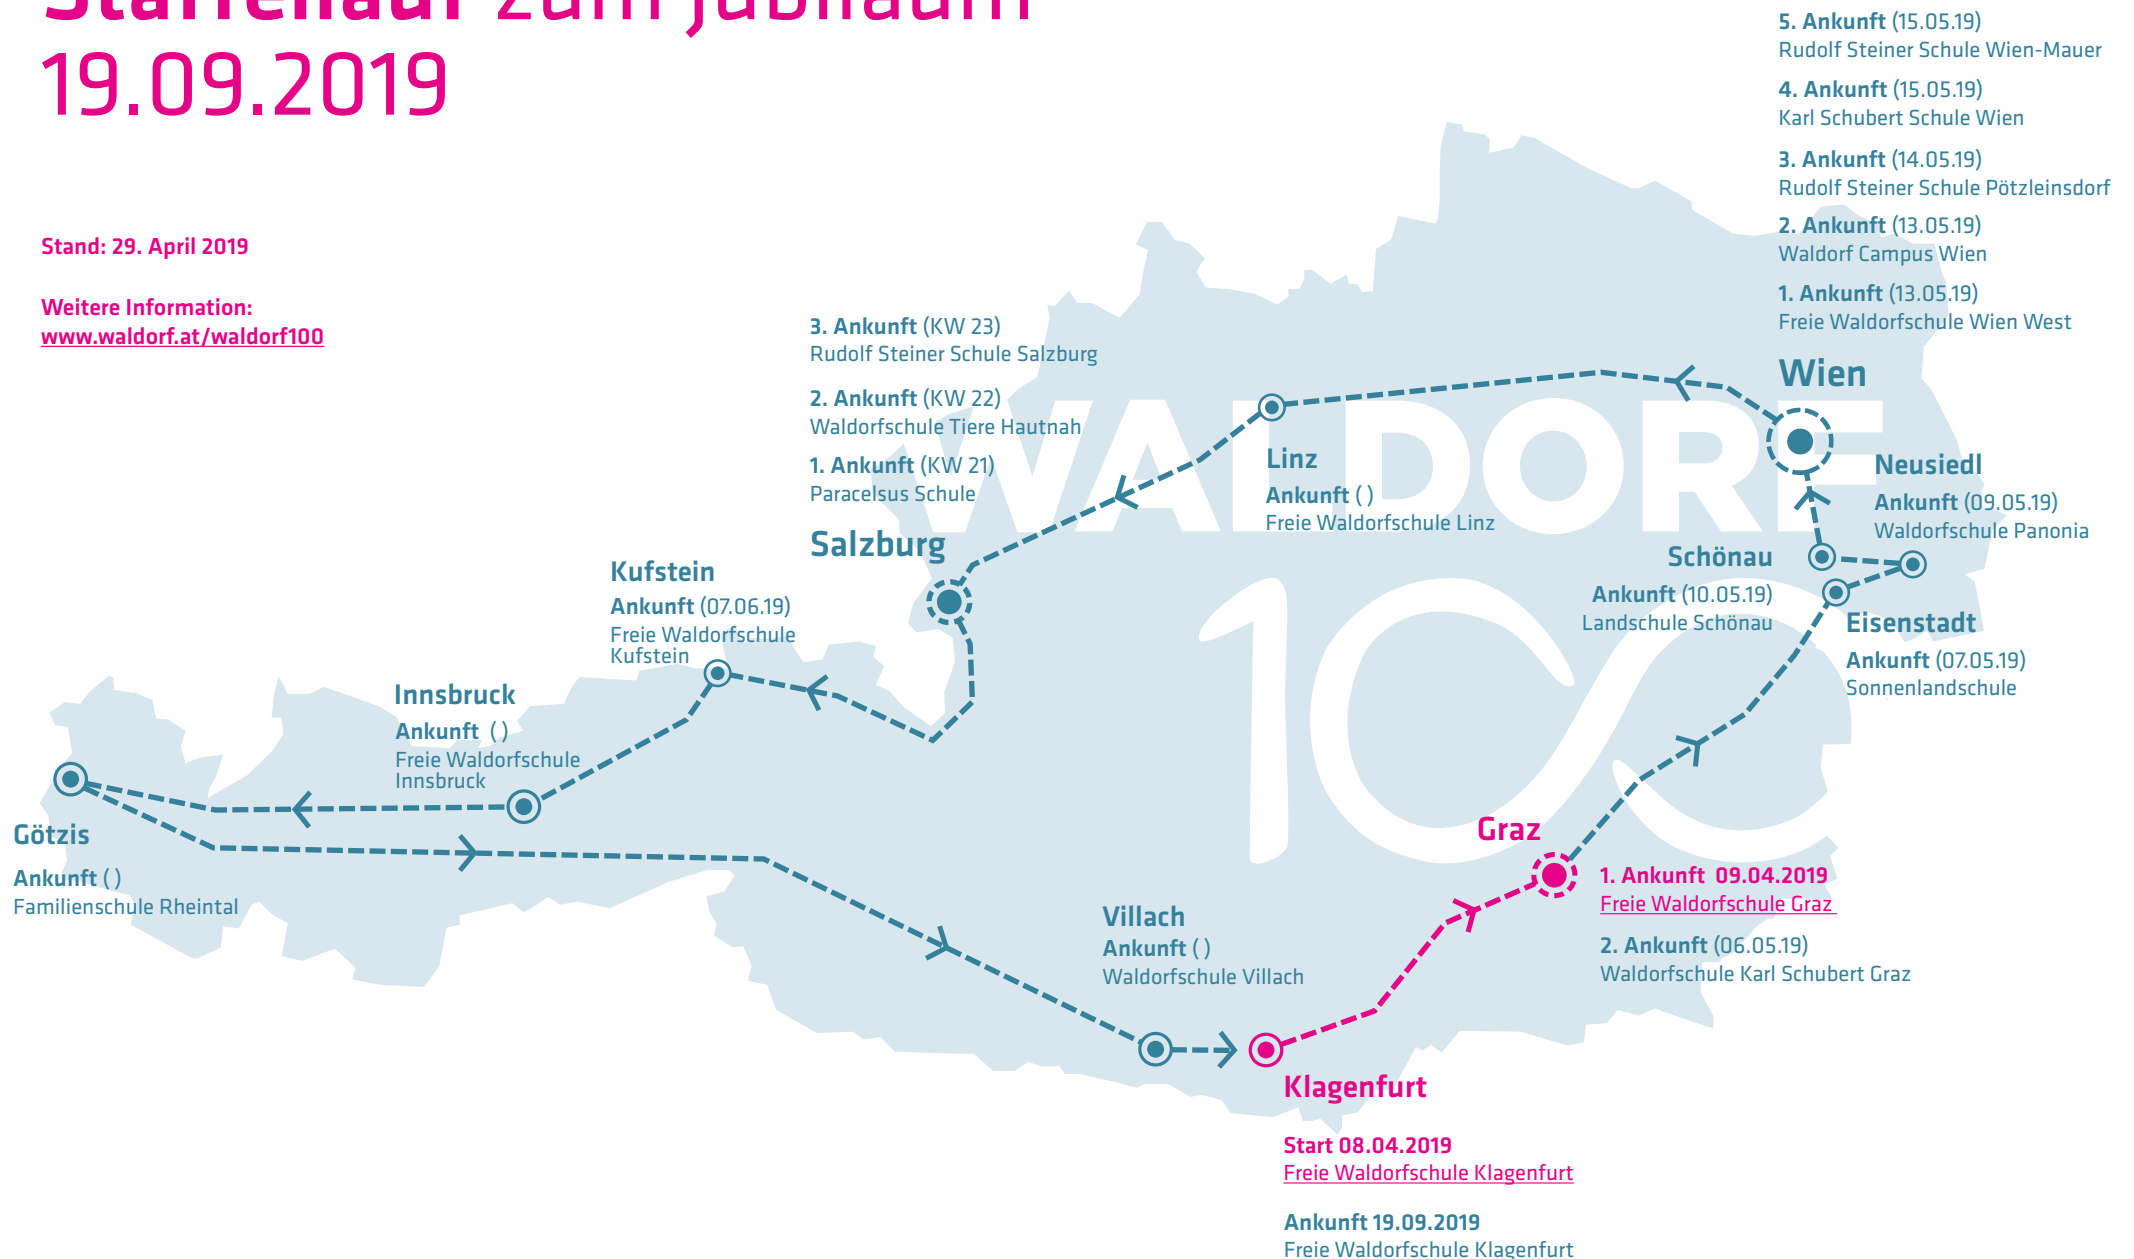 Staffellauf zum Jubiläum
19.09.2019
Stand: 29. April 2019
Weitere Information:
www.waldorf.at/waldorf100
5. Ankunft (15.05.19)
Rudolf Steiner Schule Wien-Mauer
4. Ankunft (15.05.19)
Karl Schubert Schule Wien
3. Ankunft (14.05.19)
Rudolf Steiner Schule Pötzleinsdorf
2. Ankunft (13.05.19)
Waldorf Campus Wien
1. Ankunft (13.05.19)
Freie Waldorfschule Wien West
Wien
3. Ankunft (KW 23)
Rudolf Steiner Schule Salzburg
2. Ankunft (KW 22)
Waldorfschule Tiere Hautnah
1. Ankunft (KW 21)
Paracelsus Schule
Salzburg
WALDORF
100
Linz
Ankunft ( )
Freie Waldorfschule Linz
Neusiedl
Ankunft (09.05.19)
Waldorfschule Panonia
Schönau
Ankunft (10.05.19)
Landschule Schönau
Eisenstadt
Ankunft (07.05.19)
Sonnenlandschule
Kufstein
Ankunft (07.06.19)
Freie Waldorfschule
Kufstein
Innsbruck
Ankunft ( )
Freie Waldorfschule
Innsbruck
Götzis
Ankunft ( )
Familienschule Rheintal
Graz
1. Ankunft 09.04.2019
Freie Waldorfschule Graz
2. Ankunft (06.05.19)
Waldorfschule Karl Schubert Graz
Villach
Ankunft ( )
Waldorfschule Villach
Klagenfurt
Start 08.04.2019
Freie Waldorfschule Klagenfurt
Ankunft 19.09.2019
Freie Waldorfschule Klagenfurt